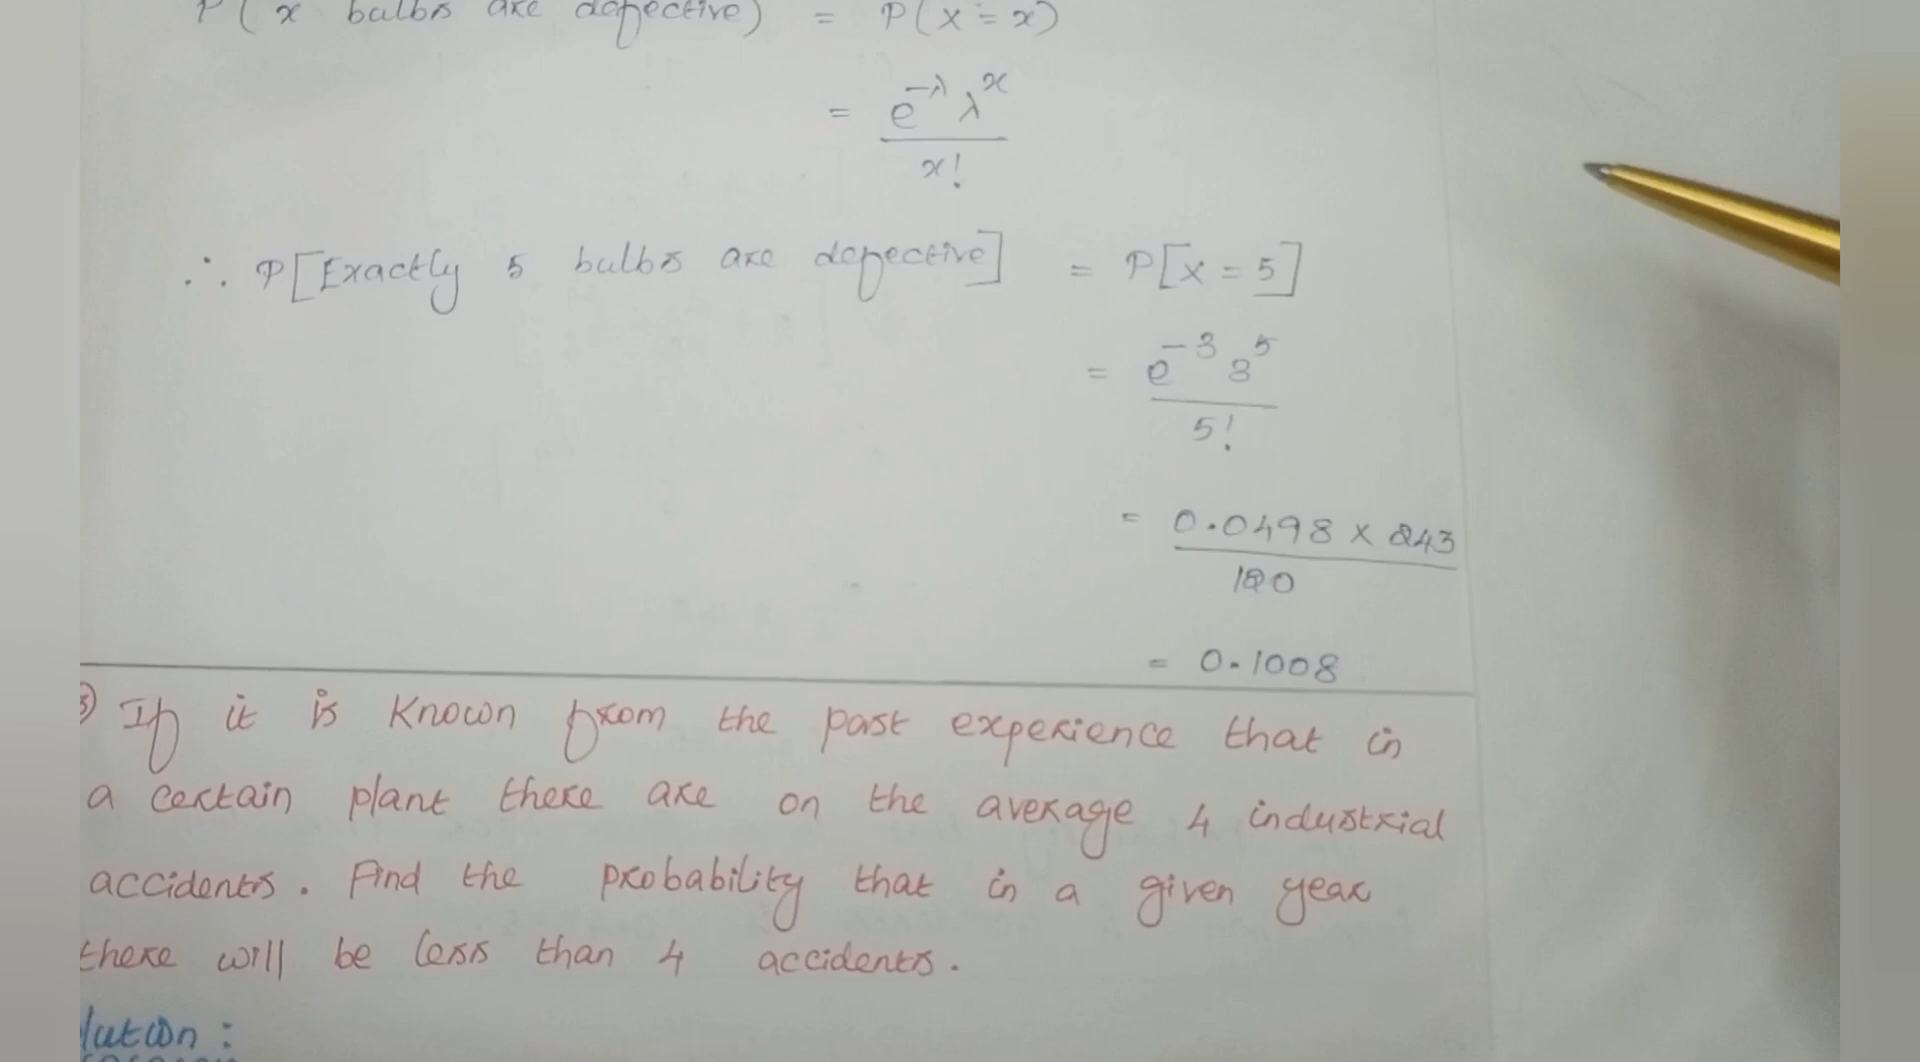 P( x bulbs are defective) = P(X = x)
= e^-λ λ^x
x!
∴ P[Exactly 5 bulbs are defective] = P[X = 5]
= e^-3 3^5
5!
= 0.0498 × 243
120
= 0.1008
3) If it is known from the past experience that in
a certain plant there are on the average 4 industrial
accidents. Find the probability that in a given year
there will be less than 4 accidents.
lution :